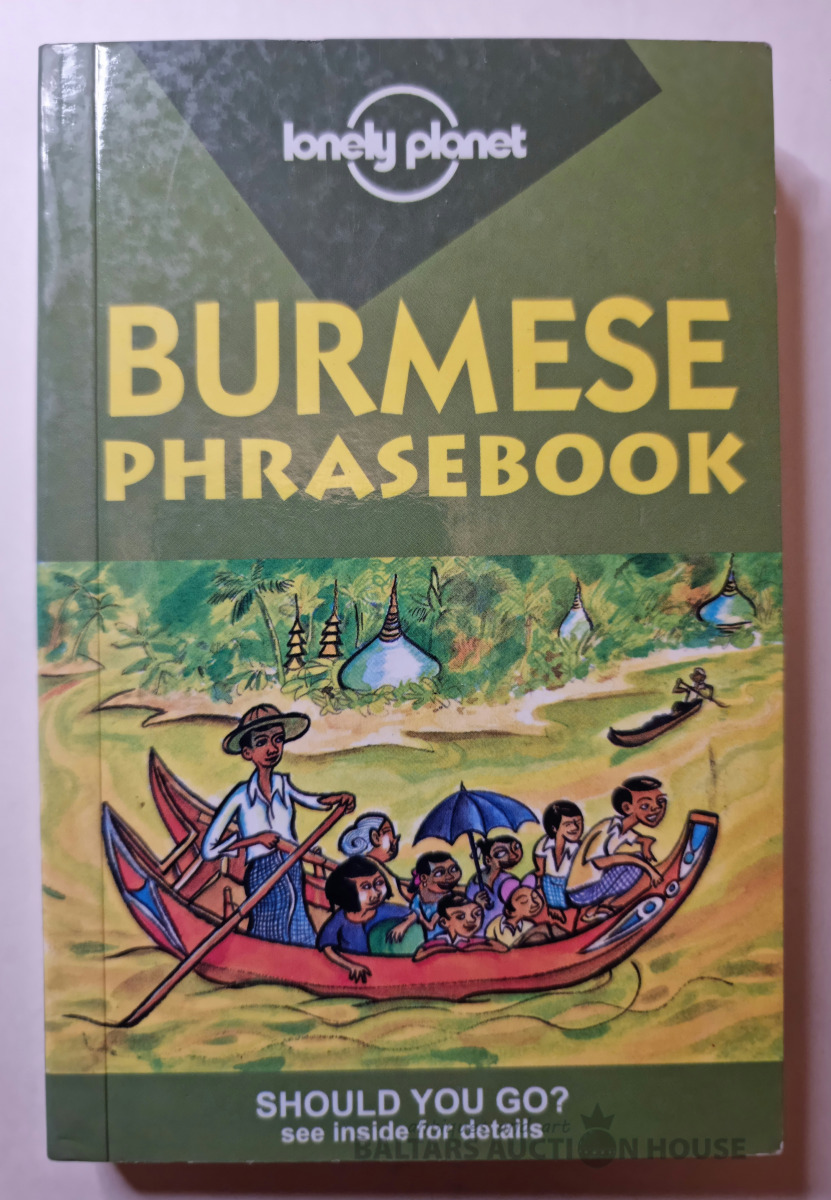 lonely planet
BURMESE
PHRASEBOOK
SHOULD YOU GO?
see inside for details
BALTARS AUCTION HOUSE